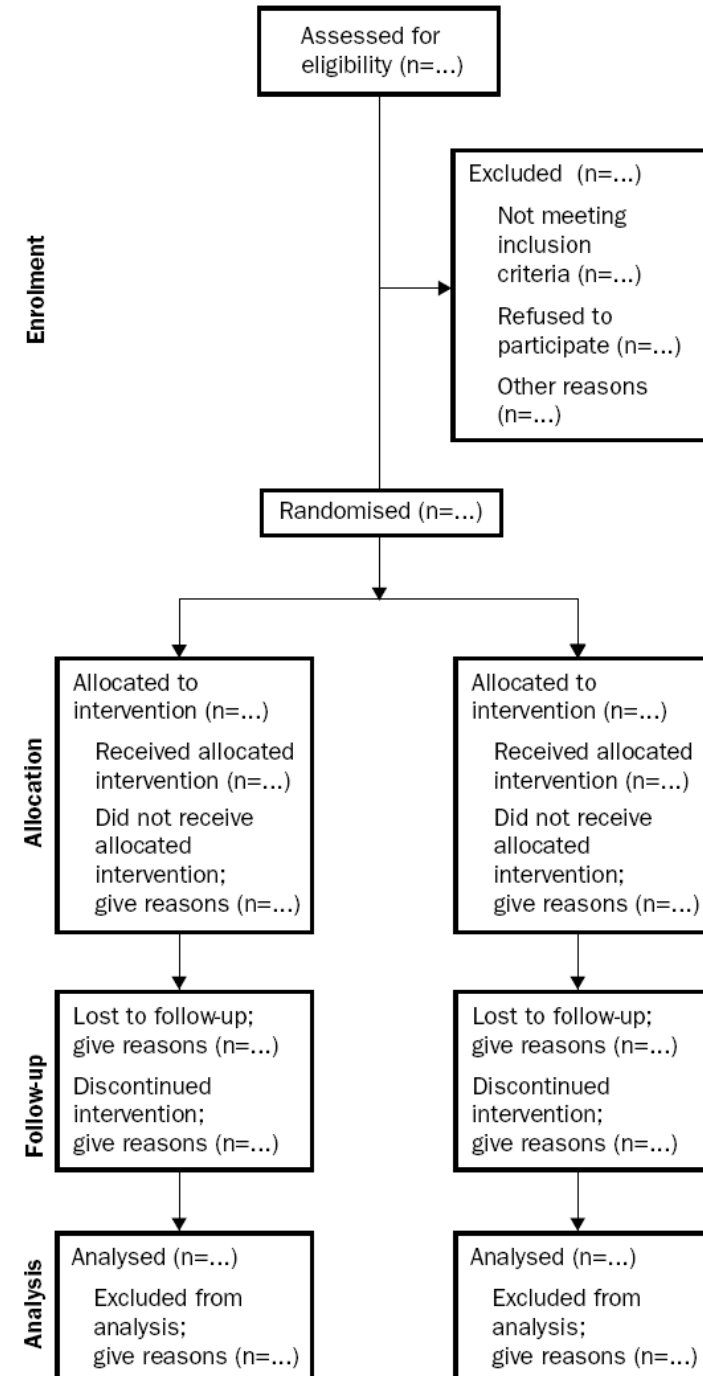 Assessed for
eligibility (n=...)
Enrolment
Excluded (n=...)
Not meeting
inclusion
criteria (n=...)
Refused to
participate (n=...)
Other reasons
(n=...)
Randomised (n=...)
Allocation
Allocated to
intervention (n=...)
Received allocated
intervention (n=...)
Did not receive
allocated
intervention;
give reasons (n=...)
Allocated to
intervention (n=...)
Received allocated
intervention (n=...)
Did not receive
allocated
intervention;
give reasons (n=...)
Follow-up
Lost to follow-up;
give reasons (n=...)
Discontinued
intervention;
give reasons (n=...)
Lost to follow-up;
give reasons (n=...)
Discontinued
intervention;
give reasons (n=...)
Analysis
Analysed (n=...)
Excluded from
analysis;
give reasons (n=...)
Analysed (n=...)
Excluded from
analysis;
give reasons (n=...)